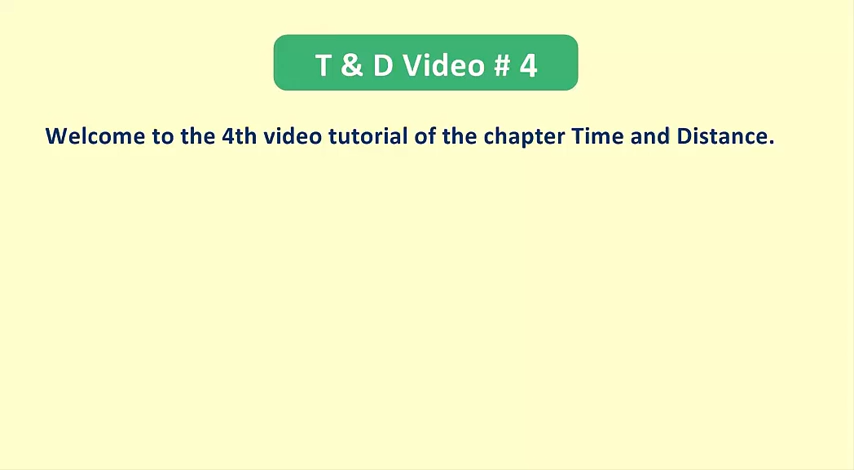 T & D Video # 4
Welcome to the 4th video tutorial of the chapter Time and Distance.